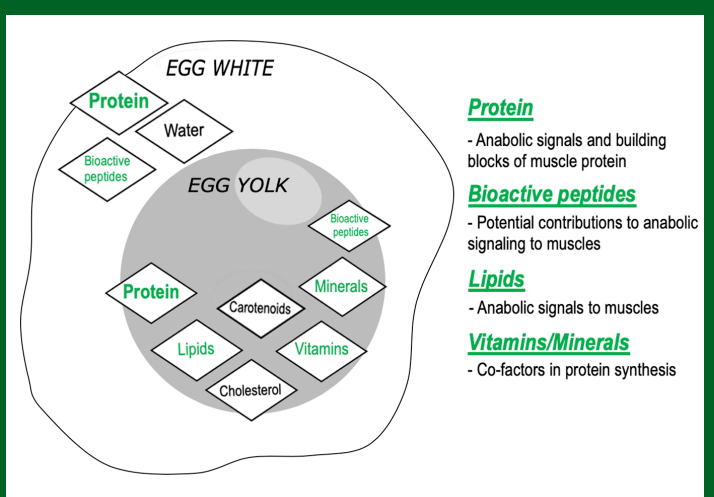 EGG WHITE
Protein
Water
Bioactive
peptides
EGG YOLK
Bioactive
peptides
Protein
Minerals
Carotenoids
Lipids
Vitamins
Cholesterol
Protein
- Anabolic signals and building
blocks of muscle protein
Bioactive peptides
- Potential contributions to anabolic
signaling to muscles
Lipids
- Anabolic signals to muscles
Vitamins/Minerals
- Co-factors in protein synthesis